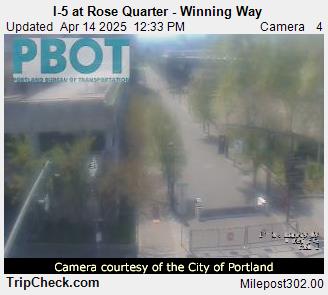 I-5 at Rose Quarter - Winning Way
Updated Apr 14 2025 12:33 PM Camera 4
PBOT
PORTLAND BUREAU OF TRANSPORTATION
Camera courtesy of the City of Portland
TripCheck.com Milepost302.00